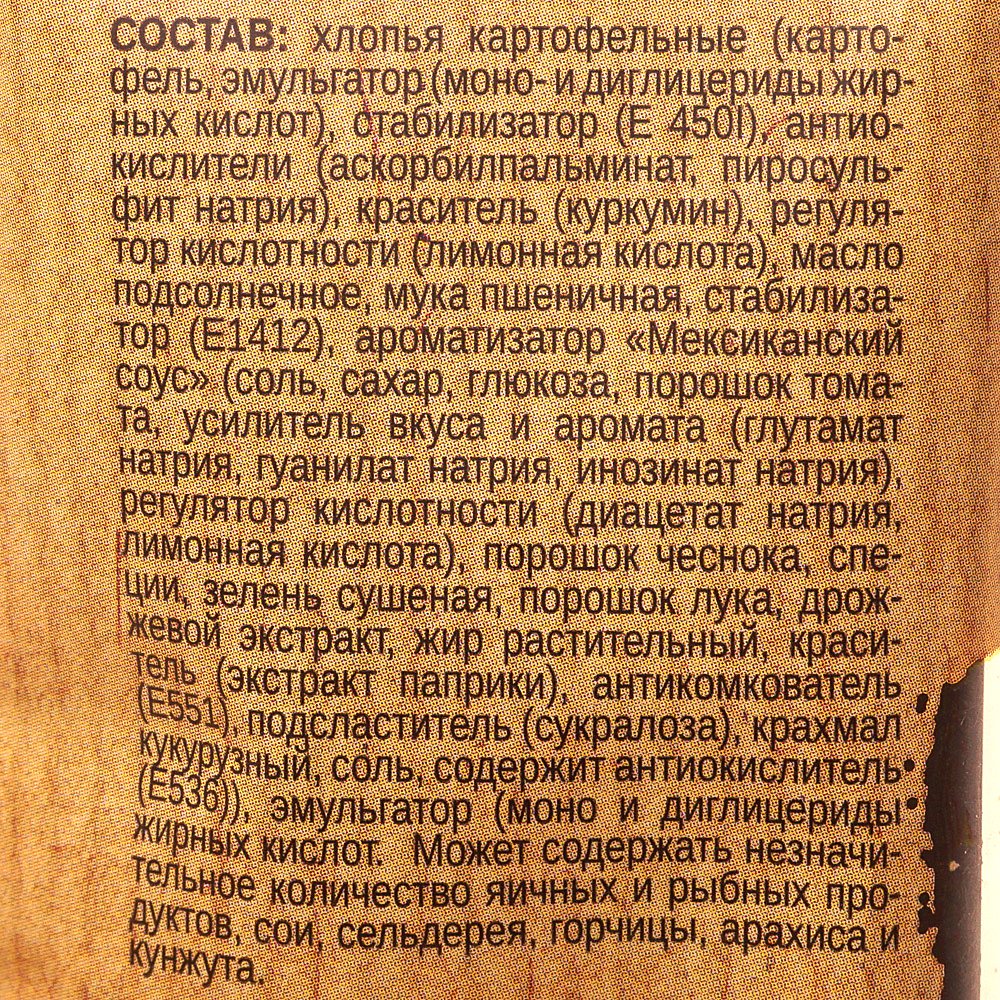 СОСТАВ: хлопья картофельные (карто-
фель, эмульгатор (моно- и диглицериды жир-
ных кислот), стабилизатор (Е 450I), антио-
кислители (аскорбилпальминат, пиросуль-
фит натрия), краситель (куркумин), регуля-
тор кислотности (лимонная кислота), масло
подсолнечное, мука пшеничная, стабилиза-
тор (Е1412), ароматизатор «Мексиканский
соус» (соль, сахар, глюкоза, порошок тома-
та, усилитель вкуса и аромата (глутамат
натрия, гуанилат натрия, инозинат натрия),
регулятор кислотности (диацетат натрия,
лимонная кислота), порошок чеснока, спе-
ции, зелень сушеная, порошок лука, дрож-
жевой экстракт, жир растительный, краси-
тель (экстракт паприки), антикомкователь
(Е551), подсластитель (сукралоза), крахмал
кукурузный, соль, содержит антиокислитель
(Е536)), эмульгатор (моно и диглицериды
жирных кислот. Может содержать незначи-
тельное количество яичных и рыбных про-
дуктов, сои, сельдерея, горчицы, арахиса и
кунжута.